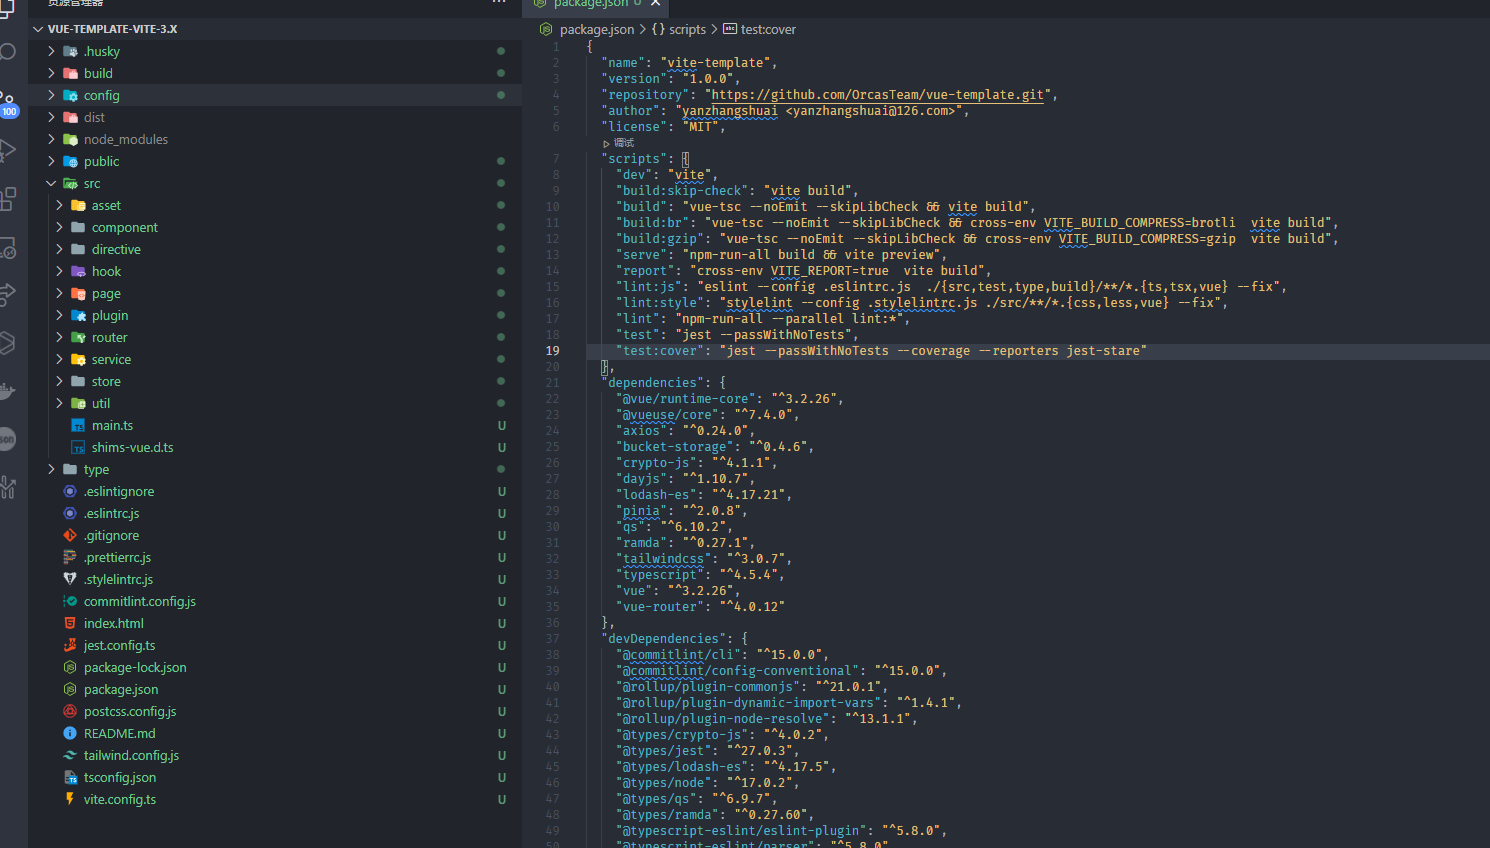 资源管理器
VUE-TEMPLATE-VITE-3.X
.husky
build
config
dist
node_modules
public
src
asset
component
directive
hook
page
plugin
router
service
store
util
main.ts U
shims-vue.d.ts U
type
.eslintignore U
.eslintrc.js U
.gitignore U
.prettierrc.js U
.stylelintrc.js U
commitlint.config.js U
index.html U
jest.config.ts U
package-lock.json U
package.json U
postcss.config.js U
README.md U
tailwind.config.js U
tsconfig.json U
vite.config.ts U
100
package.json U
package.json > {} scripts > abc test:cover
1 {
2 "name": "vite-template",
3 "version": "1.0.0",
4 "repository": "https://github.com/OrcasTeam/vue-template.git",
5 "author": "yanzhangshuai <yanzhangshuai@126.com>",
6 "license": "MIT",
调试
7 "scripts": {
8 "dev": "vite",
9 "build:skip-check": "vite build",
10 "build": "vue-tsc --noEmit --skipLibCheck && vite build",
11 "build:br": "vue-tsc --noEmit --skipLibCheck && cross-env VITE_BUILD_COMPRESS=brotli  vite build",
12 "build:gzip": "vue-tsc --noEmit --skipLibCheck && cross-env VITE_BUILD_COMPRESS=gzip  vite build",
13 "serve": "npm-run-all build && vite preview",
14 "report": "cross-env VITE_REPORT=true  vite build",
15 "lint:js": "eslint --config .eslintrc.js  ./{src,test,type,build}/**/*.{ts,tsx,vue} --fix",
16 "lint:style": "stylelint --config .stylelintrc.js ./src/**/*.{css,less,vue} --fix",
17 "lint": "npm-run-all --parallel lint:*",
18 "test": "jest --passWithNoTests",
19 "test:cover": "jest --passWithNoTests --coverage --reporters jest-stare"
20 },
21 "dependencies": {
22 "@vue/runtime-core": "^3.2.26",
23 "@vueuse/core": "^7.4.0",
24 "axios": "^0.24.0",
25 "bucket-storage": "^0.4.6",
26 "crypto-js": "^4.1.1",
27 "dayjs": "^1.10.7",
28 "lodash-es": "^4.17.21",
29 "pinia": "^2.0.8",
30 "qs": "^6.10.2",
31 "ramda": "^0.27.1",
32 "tailwindcss": "^3.0.7",
33 "typescript": "^4.5.4",
34 "vue": "^3.2.26",
35 "vue-router": "^4.0.12"
36 },
37 "devDependencies": {
38 "@commitlint/cli": "^15.0.0",
39 "@commitlint/config-conventional": "^15.0.0",
40 "@rollup/plugin-commonjs": "^21.0.1",
41 "@rollup/plugin-dynamic-import-vars": "^1.4.1",
42 "@rollup/plugin-node-resolve": "^13.1.1",
43 "@types/crypto-js": "^4.0.2",
44 "@types/jest": "^27.0.3",
45 "@types/lodash-es": "^4.17.5",
46 "@types/node": "^17.0.2",
47 "@types/qs": "^6.9.7",
48 "@types/ramda": "^0.27.60",
49 "@typescript-eslint/eslint-plugin": "^5.8.0",
50 "@typescript-eslint/parser": "^5.8.0",